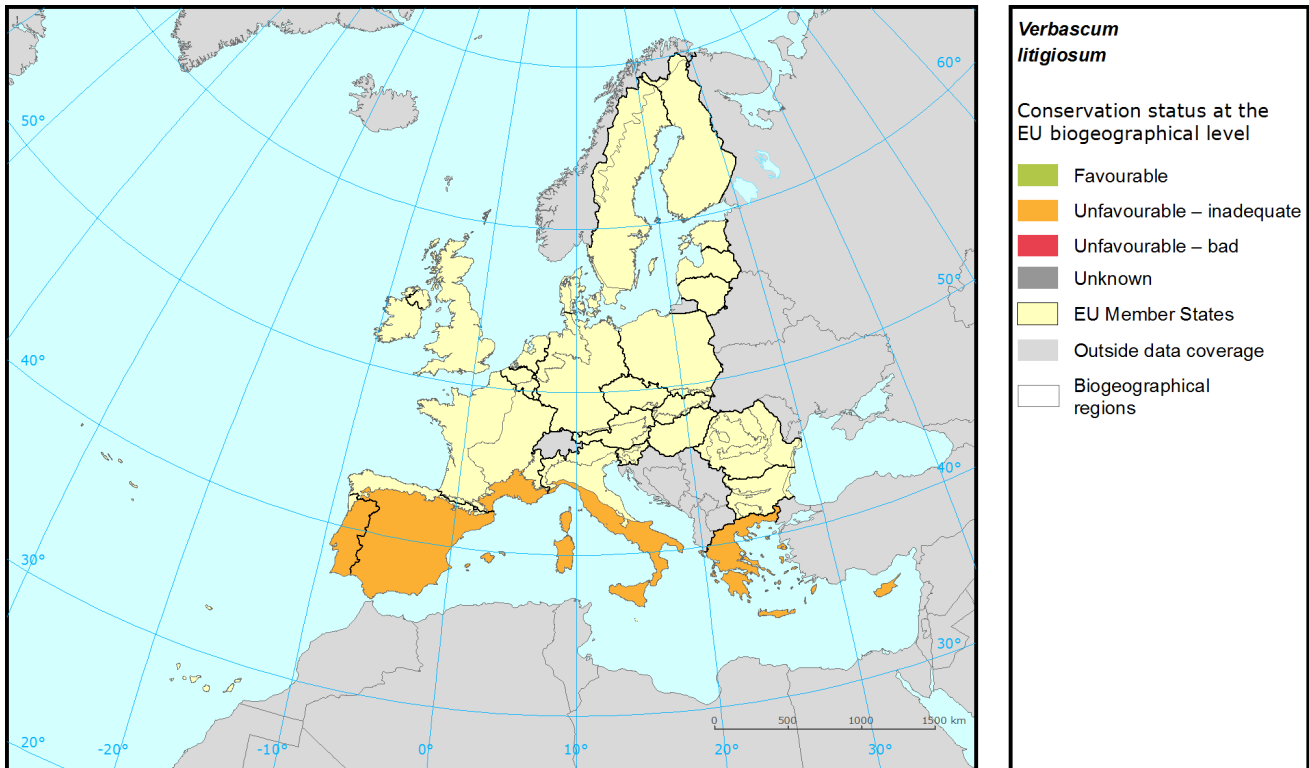 Verbascum
litigiosum
Conservation status at the
EU biogeographical level
Favourable
Unfavourable – inadequate
Unfavourable – bad
Unknown
EU Member States
Outside data coverage
Biogeographical
regions
60°
50°
50°
40°
40°
30°
30°
0 500 1000 1500 km
20° -20° -10° 0° 10° 20° 30°